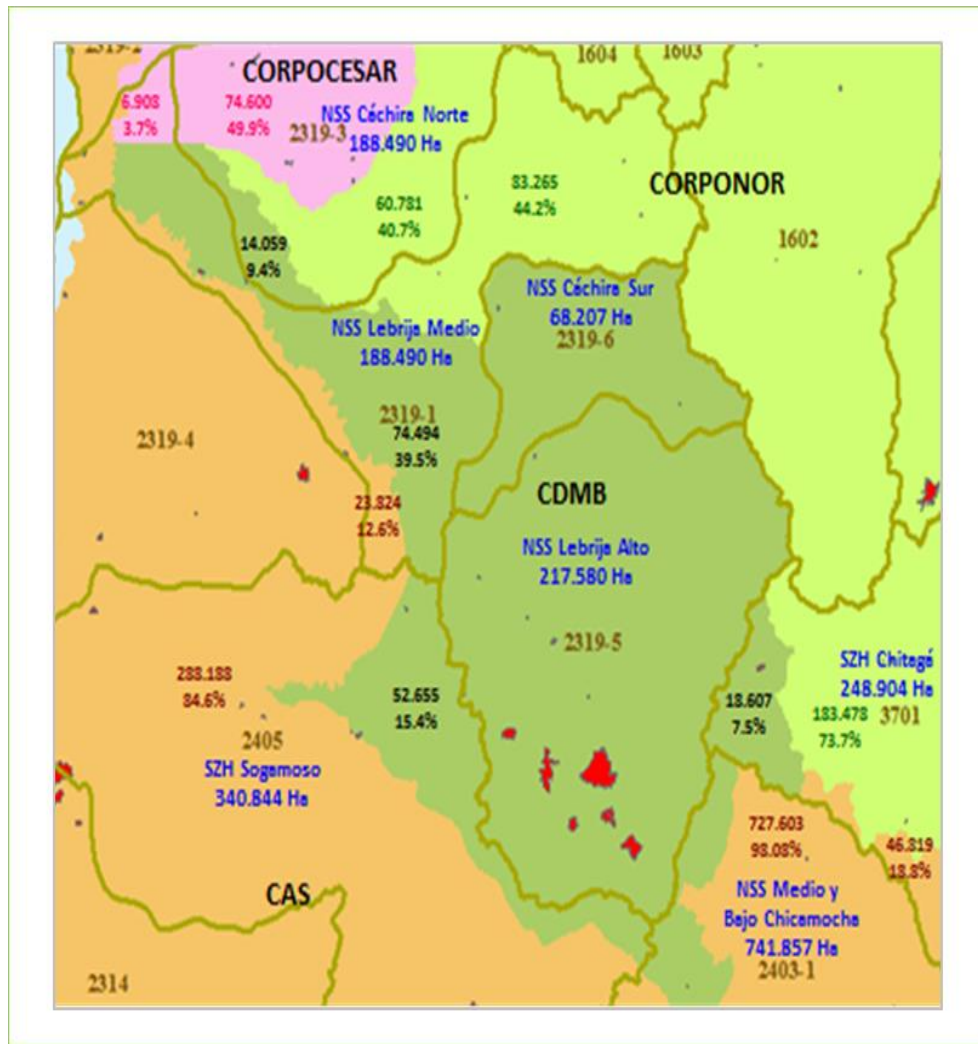 2319-2
CORPOCESAR
1604
1603
6.908
3.7%
74.600
49.9%
2319-3
NSS Cáchira Norte
188.490 Ha
CORPONOR
83.265
44.2%
60.781
40.7%
1602
14.059
9.4%
NSS Lebrija Medio
188.490 Ha
NSS Cáchira Sur
68.207 Ha
2319-6
2319-1
74.494
39.5%
2319-4
23.824
12.6%
CDMB
NSS Lebrija Alto
217.580 Ha
2319-5
SZH Chitagá
248.904 Ha
183.478
73.7%
3701
288.188
84.6%
52.655
15.4%
18.607
7.5%
2405
SZH Sogamoso
340.844 Ha
727.603
98.08%
46.819
18.8%
CAS
NSS Medio y
Bajo Chicamocha
741.857 Ha
2403-1
2314